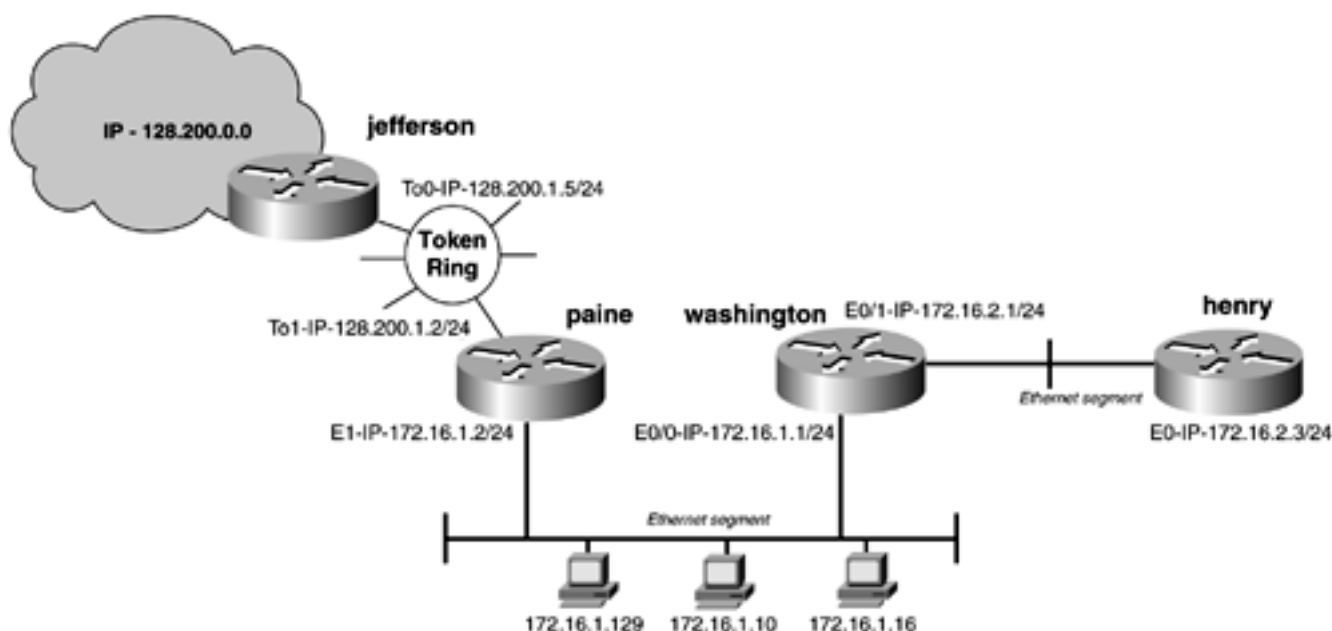 IP - 128.200.0.0
jefferson
To0-IP-128.200.1.5/24
Token
Ring
To1-IP-128.200.1.2/24
paine
washington
E0/1-IP-172.16.2.1/24
henry
Ethernet segment
E1-IP-172.16.1.2/24
E0/0-IP-172.16.1.1/24
E0-IP-172.16.2.3/24
Ethernet segment
172.16.1.129
172.16.1.10
172.16.1.16